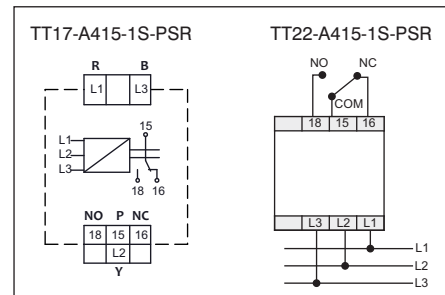 TT17-A415-1S-PSR
R B
L1 L3
L1
L2
L3
15
18 16
NO P NC
18 15 16
L2
Y
TT22-A415-1S-PSR
NO NC
COM
18 15 16
L3 L2 L1
L1
L2
L3